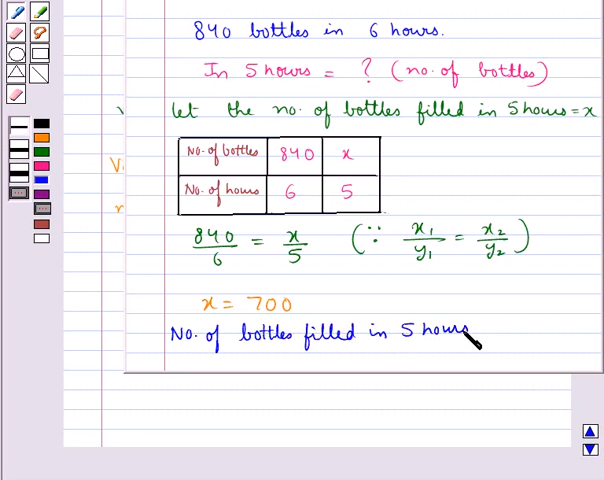 840 bottles in 6 hours.
In 5 hours = ? (no. of bottles)
Let the no. of bottles filled in 5 hours = x
No. of bottles 840 x
No. of hours 6 5
840/6 = x/5 (∵ x₁/y₁ = x₂/y₂)
x = 700
No. of bottles filled in 5 hours